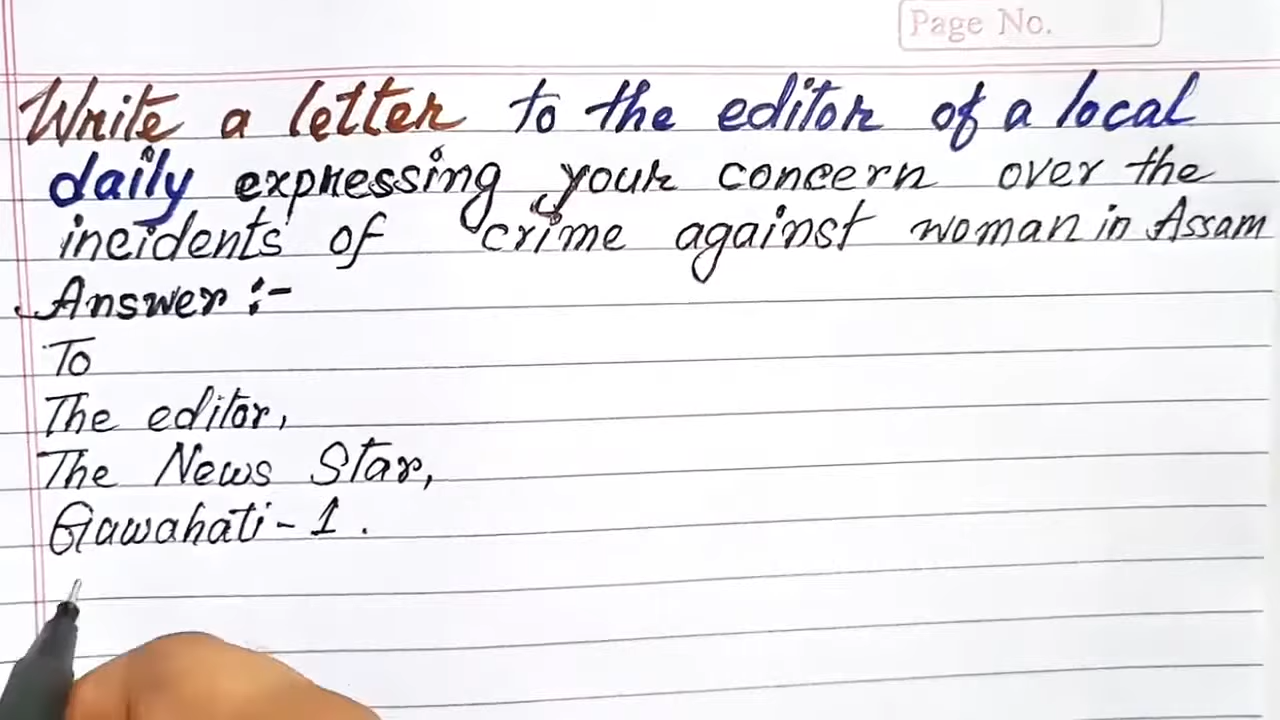 Page No.
Write a letter to the editor of a local
daily expressing your concern over the
incidents of crime against woman in Assam
Answer :-
To
The editor,
The News Star,
Gawahati - 1 .